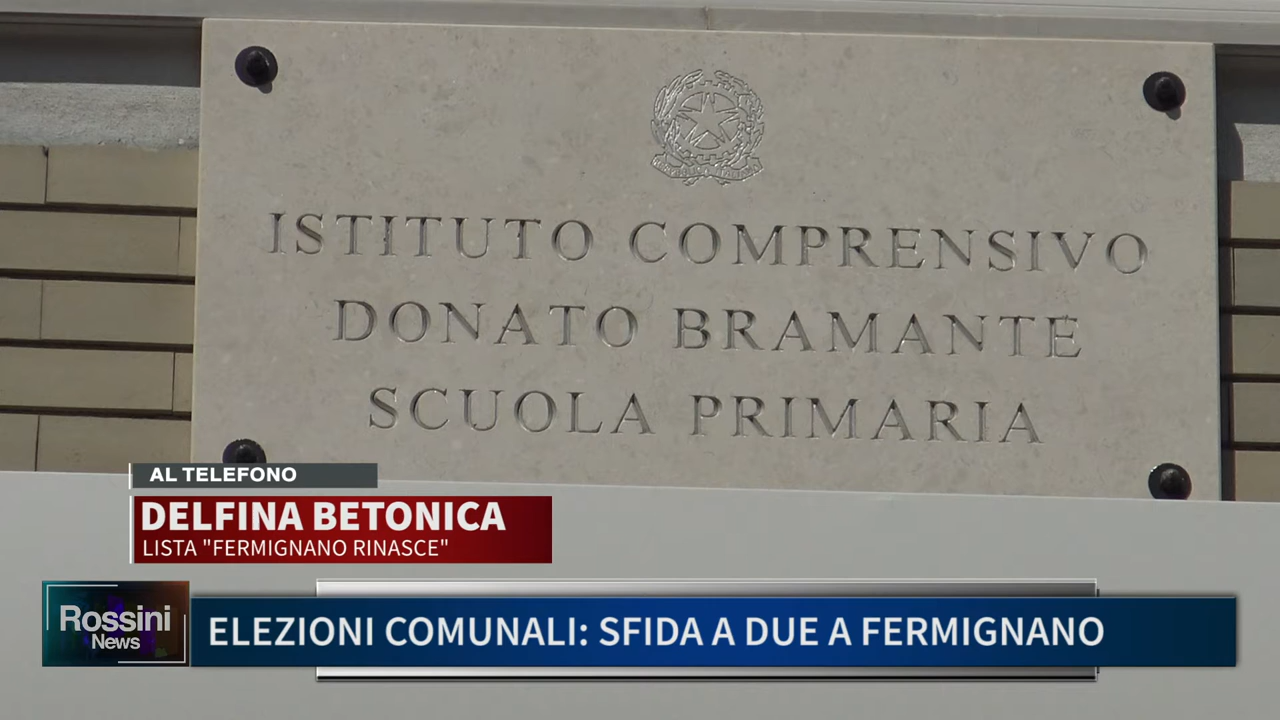 ISTITUTO COMPRENSIVO
DONATO BRAMANTE
SCUOLA PRIMARIA
AL TELEFONO
DELFINA BETONICA
LISTA "FERMIGNANO RINASCE"
Rossini
News
ELEZIONI COMUNALI: SFIDA A DUE A FERMIGNANO